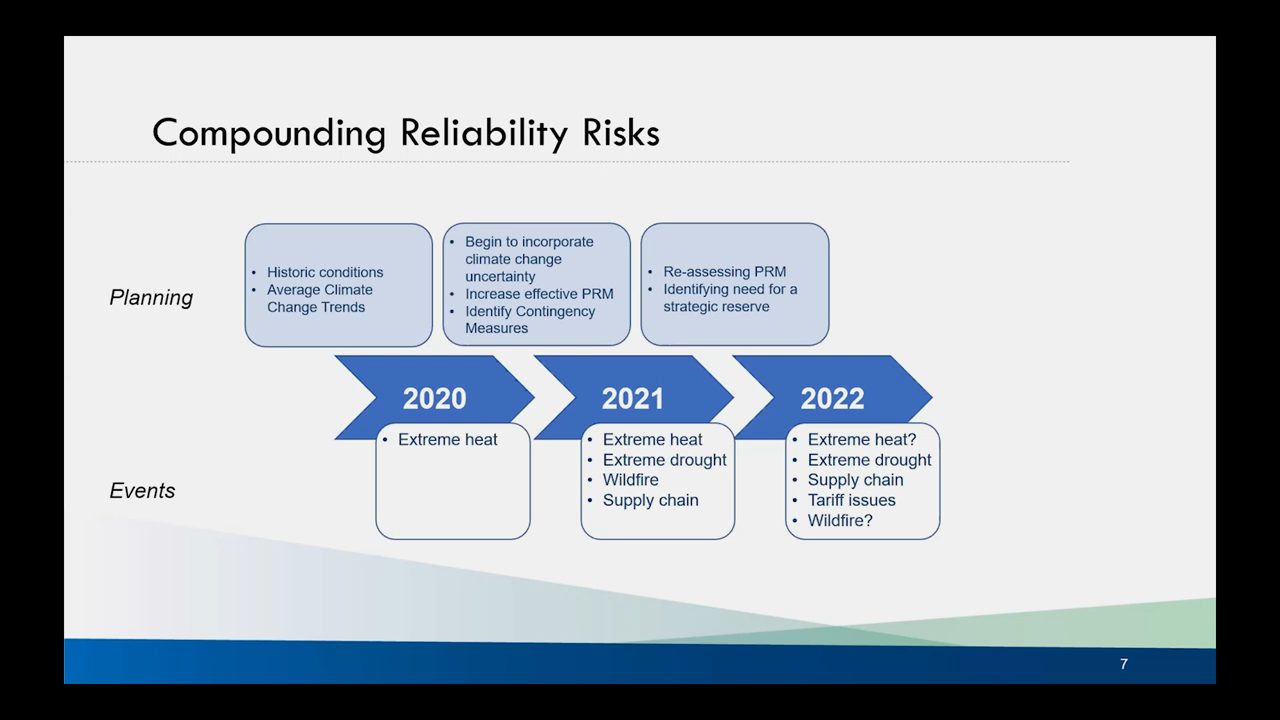 Compounding Reliability Risks
Planning
• Historic conditions
• Average Climate
Change Trends
• Begin to incorporate
climate change
uncertainty
• Increase effective PRM
• Identify Contingency
Measures
• Re-assessing PRM
• Identifying need for a
strategic reserve
2020
2021
2022
Events
• Extreme heat
• Extreme heat
• Extreme drought
• Wildfire
• Supply chain
• Extreme heat?
• Extreme drought
• Supply chain
• Tariff issues
• Wildfire?
7